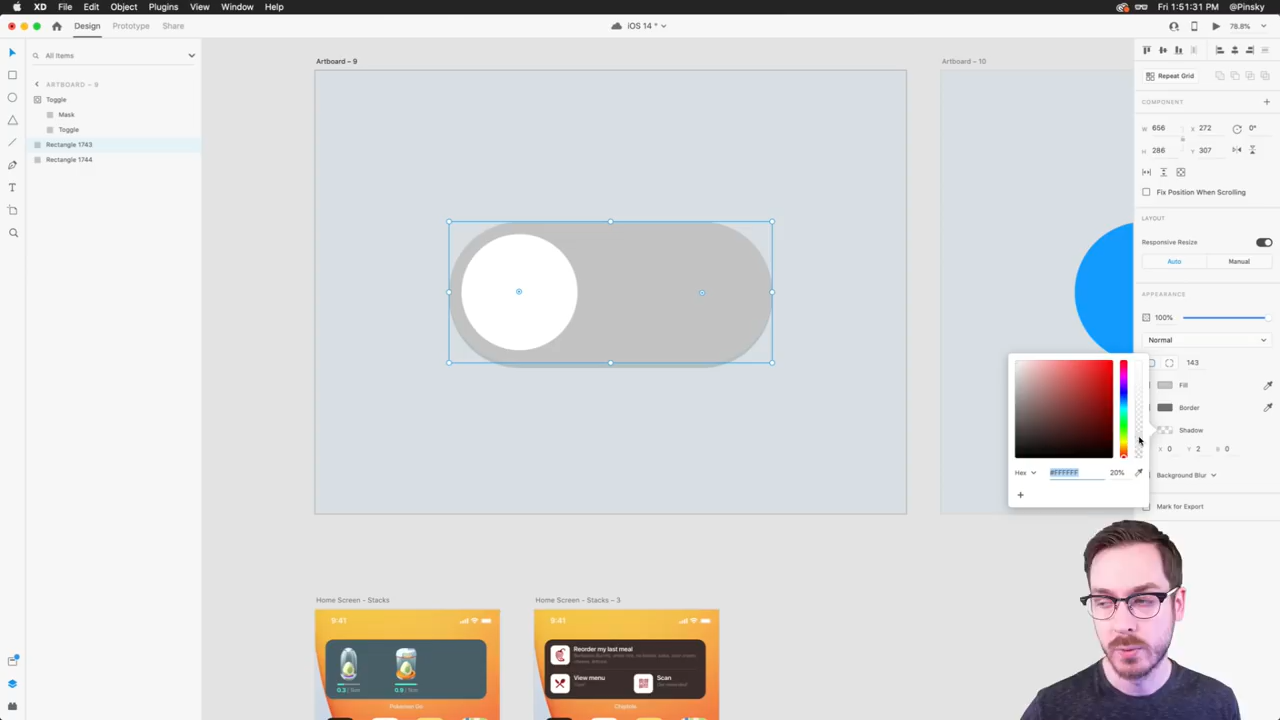 XD File Edit Object Plugins View Window Help
Fri 1:51:31 PM @Pinsky
Design Prototype Share
iOS 14 *
78.8%
All Items
ARTBOARD – 9
Toggle
Mask
Toggle
Rectangle 1743
Rectangle 1744
Artboard – 9
Artboard – 10
Repeat Grid
COMPONENT
W 656 X 272 0°
H 286 Y 307
Fix Position When Scrolling
LAYOUT
Responsive Resize
Auto Manual
APPEARANCE
100%
Normal
143
Fill
Border
Shadow
X 0 Y 2 B 0
Background Blur
Mark for Export
Hex #FFFFFF 20%
Home Screen - Stacks
Home Screen - Stacks – 3
9:41
9:41
Reorder my last meal
View menu
Scan
Chipotle